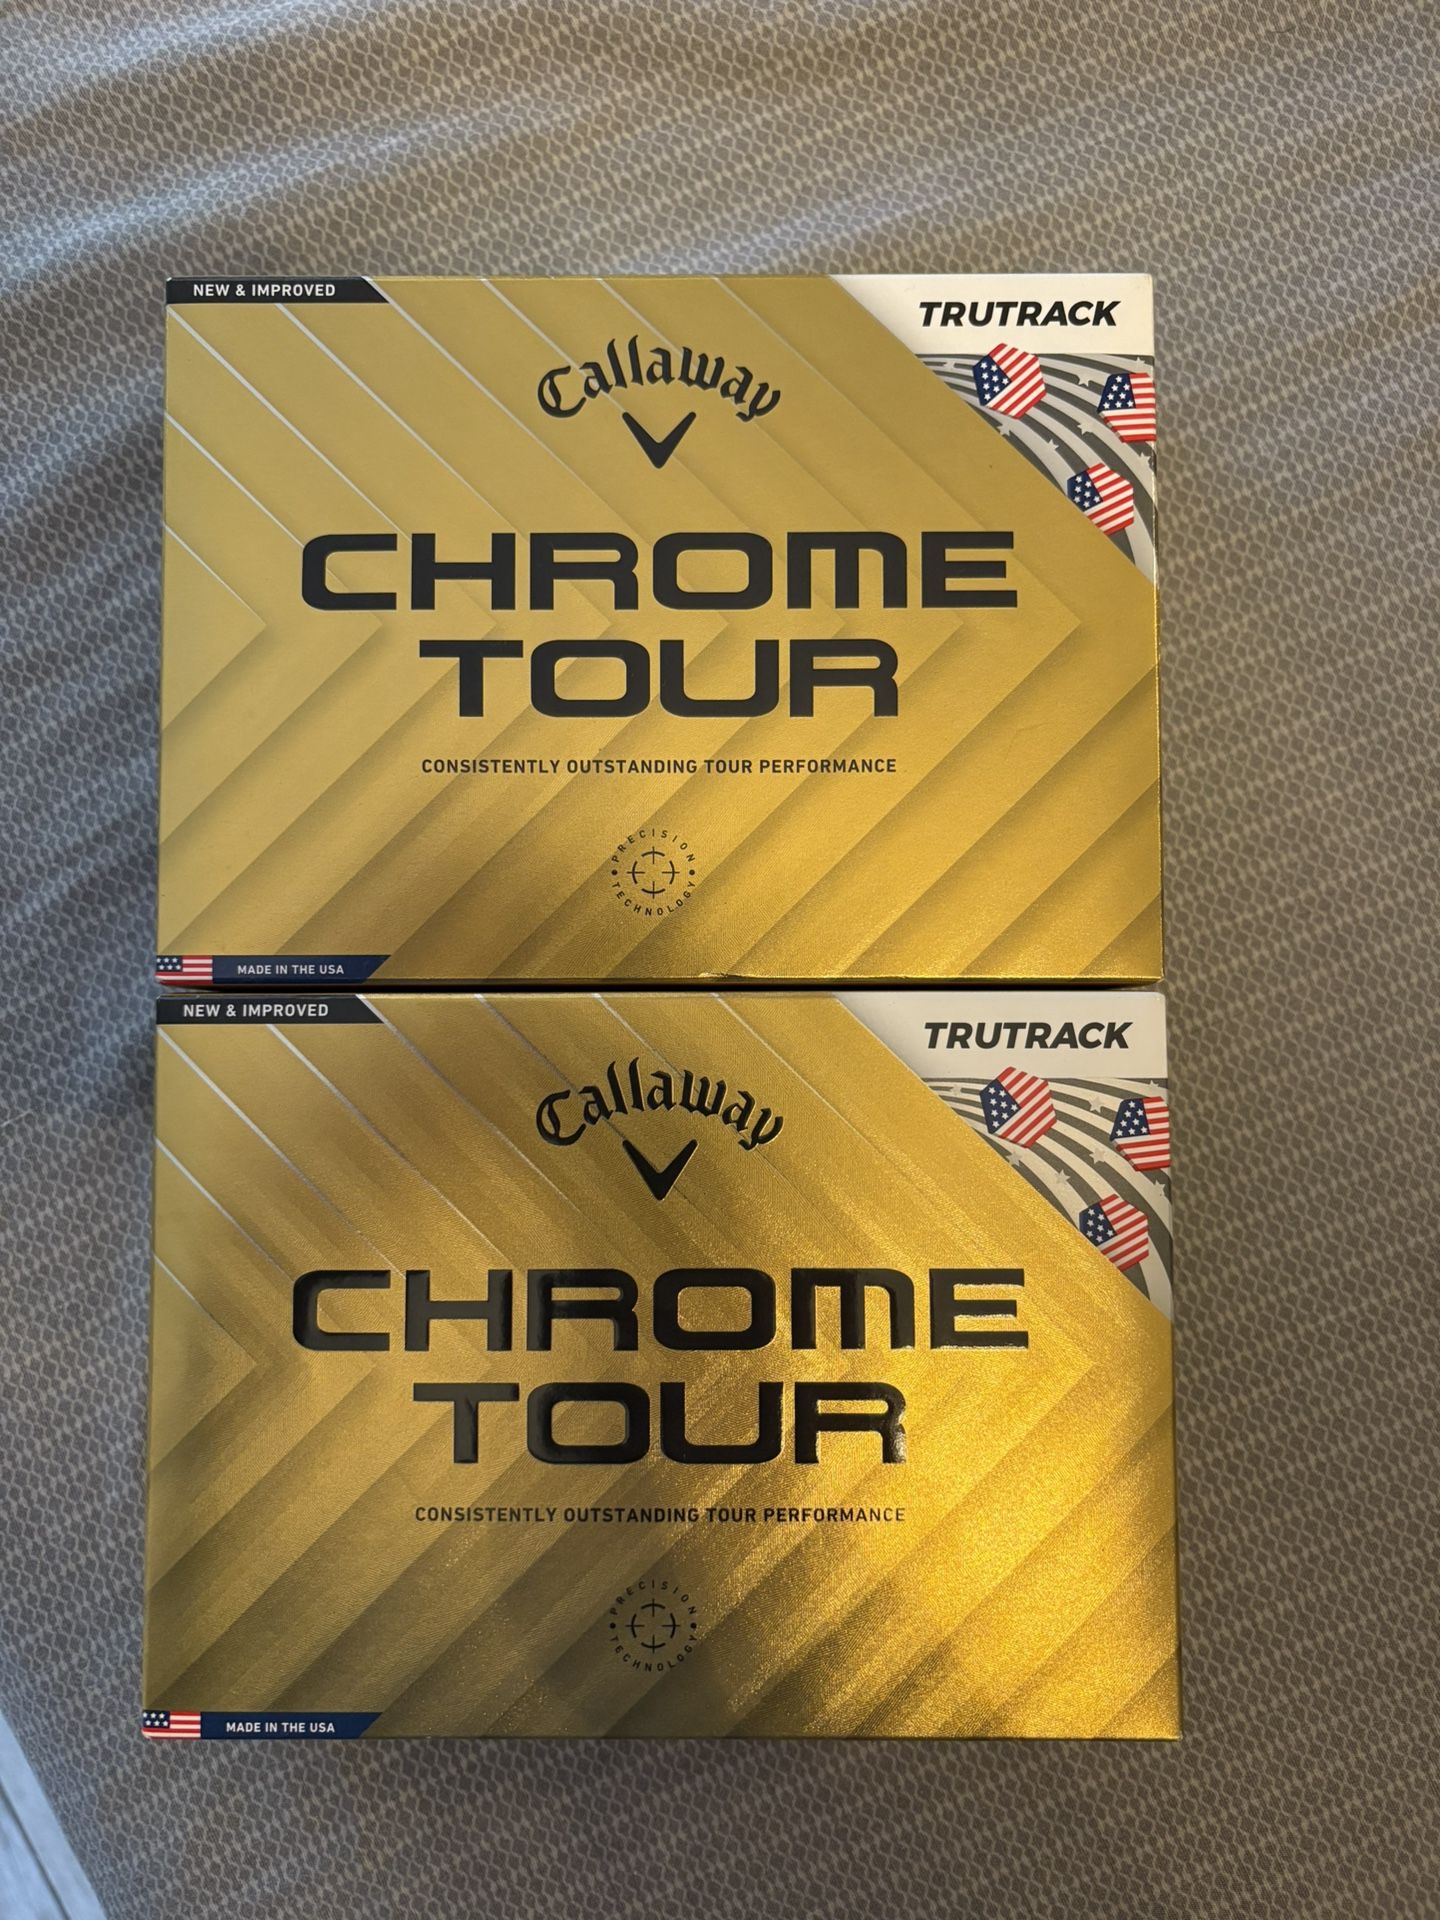 NEW & IMPROVED
TRUTRACK
Callaway
CHROME
TOUR
CONSISTENTLY OUTSTANDING TOUR PERFORMANCE
PRECISION
TECHNOLOGY
MADE IN THE USA
NEW & IMPROVED
TRUTRACK
Callaway
CHROME
TOUR
CONSISTENTLY OUTSTANDING TOUR PERFORMANCE
PRECISION
TECHNOLOGY
MADE IN THE USA